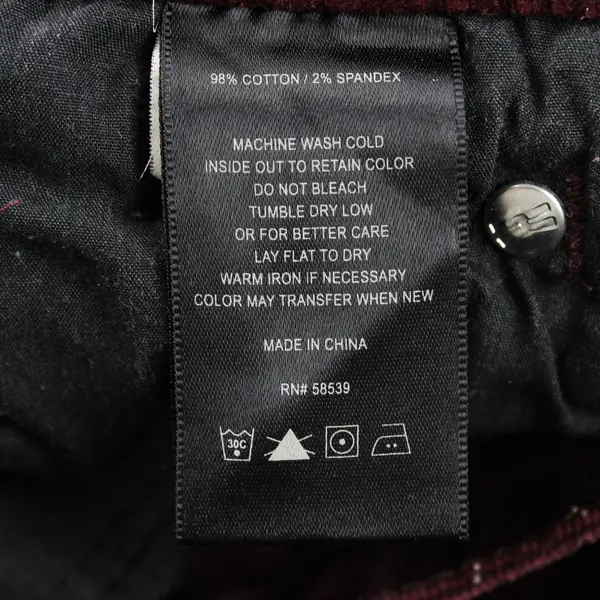 98% COTTON / 2% SPANDEX
MACHINE WASH COLD
INSIDE OUT TO RETAIN COLOR
DO NOT BLEACH
TUMBLE DRY LOW
OR FOR BETTER CARE
LAY FLAT TO DRY
WARM IRON IF NECESSARY
COLOR MAY TRANSFER WHEN NEW
MADE IN CHINA
RN# 58539
30C